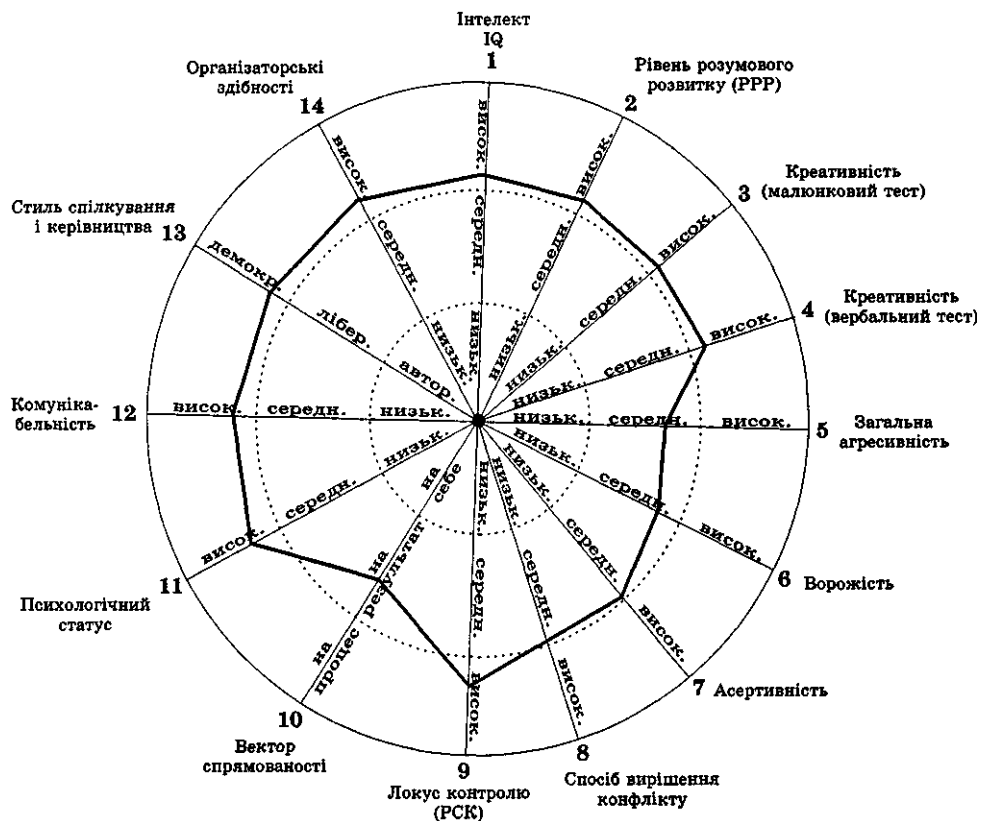 Інтелект
IQ
1
Рівень розумового
розвитку (РРР)
2
Креативність
(малюнковий тест)
3
4 Креативність
(вербальний тест)
5 Загальна
агресивність
6 Ворожість
7 Асертивність
8
Спосіб вирішення
конфлікту
9
Локус контролю
(РСК)
10
Вектор
спрямованості
11
Психологічний
статус
Комуніка-
бельність
12
Стиль спілкування
і керівництва 13
Організаторські
здібності
14
висок. середн. низьк.
висок. середн. низьк.
низьк. середн. висок.
низьк. середн. висок.
низьк. середн. висок.
низьк. середн. висок.
низьк. середн. висок.
низьк. середн. висок.
низьк. середн. висок.
на себе
на результат
на процес
висок. середн. низьк.
висок. середн. низьк.
демокр. лібер. автор.
висок. середн. низьк.